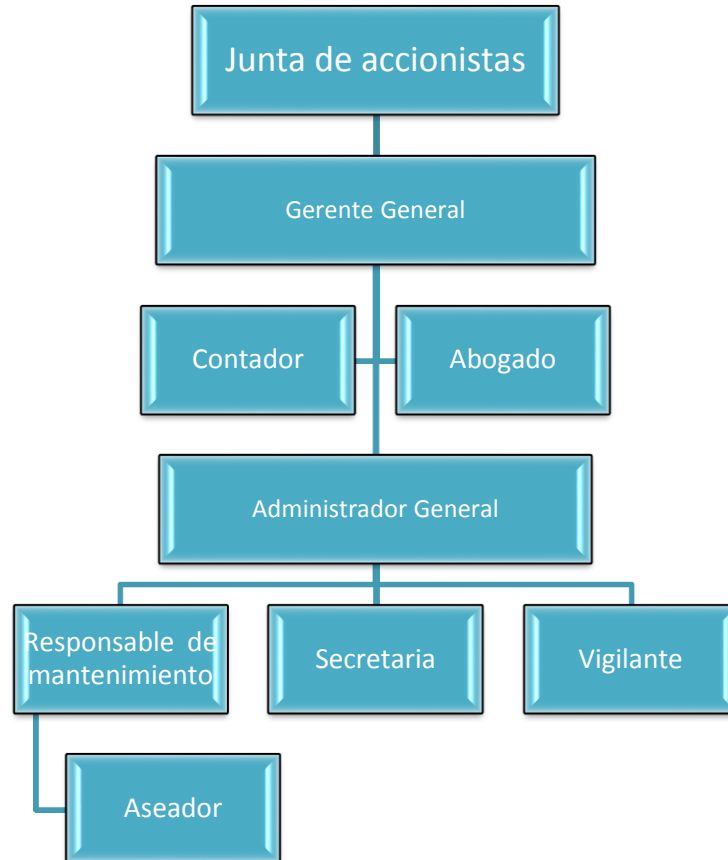 Junta de accionistas
Gerente General
Contador
Abogado
Administrador General
Responsable de
mantenimiento
Secretaria
Vigilante
Aseador